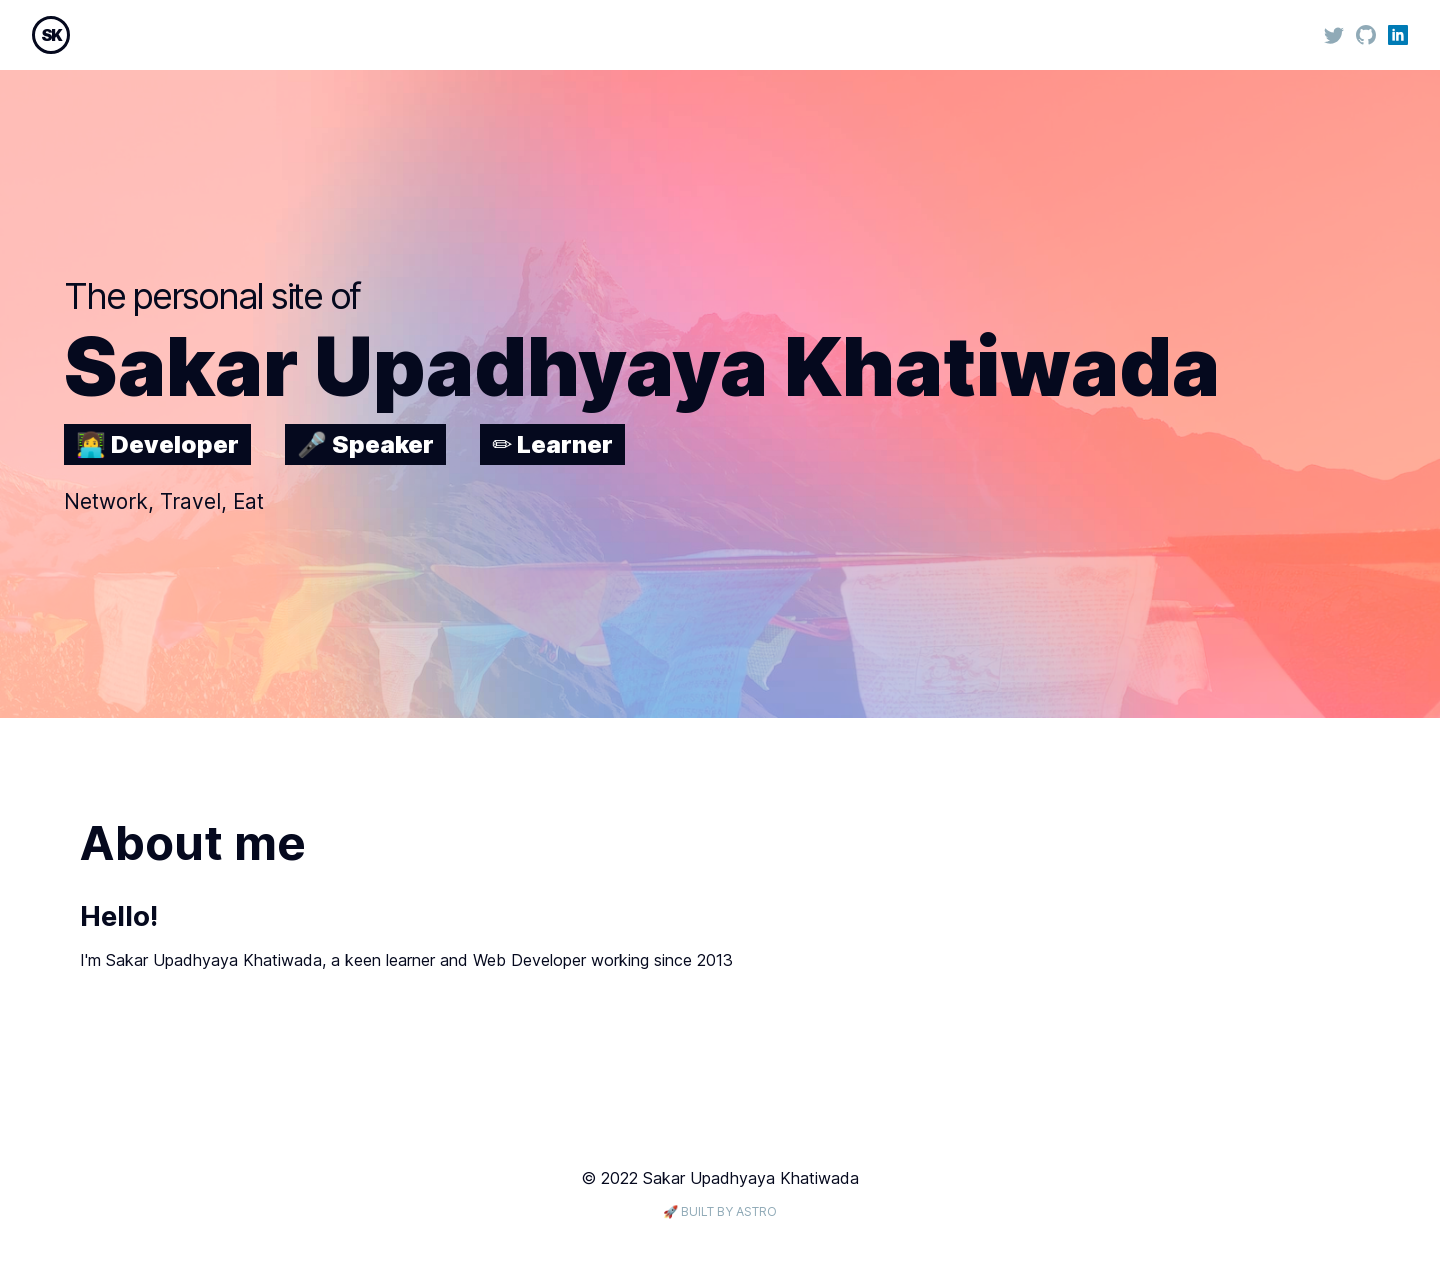 SK
in
The personal site of
Sakar Upadhyaya Khatiwada
👩‍💻 Developer 🎤 Speaker ✏ Learner
Network, Travel, Eat
About me
Hello!
I'm Sakar Upadhyaya Khatiwada, a keen learner and Web Developer working since 2013
© 2022 Sakar Upadhyaya Khatiwada
🚀 BUILT BY ASTRO